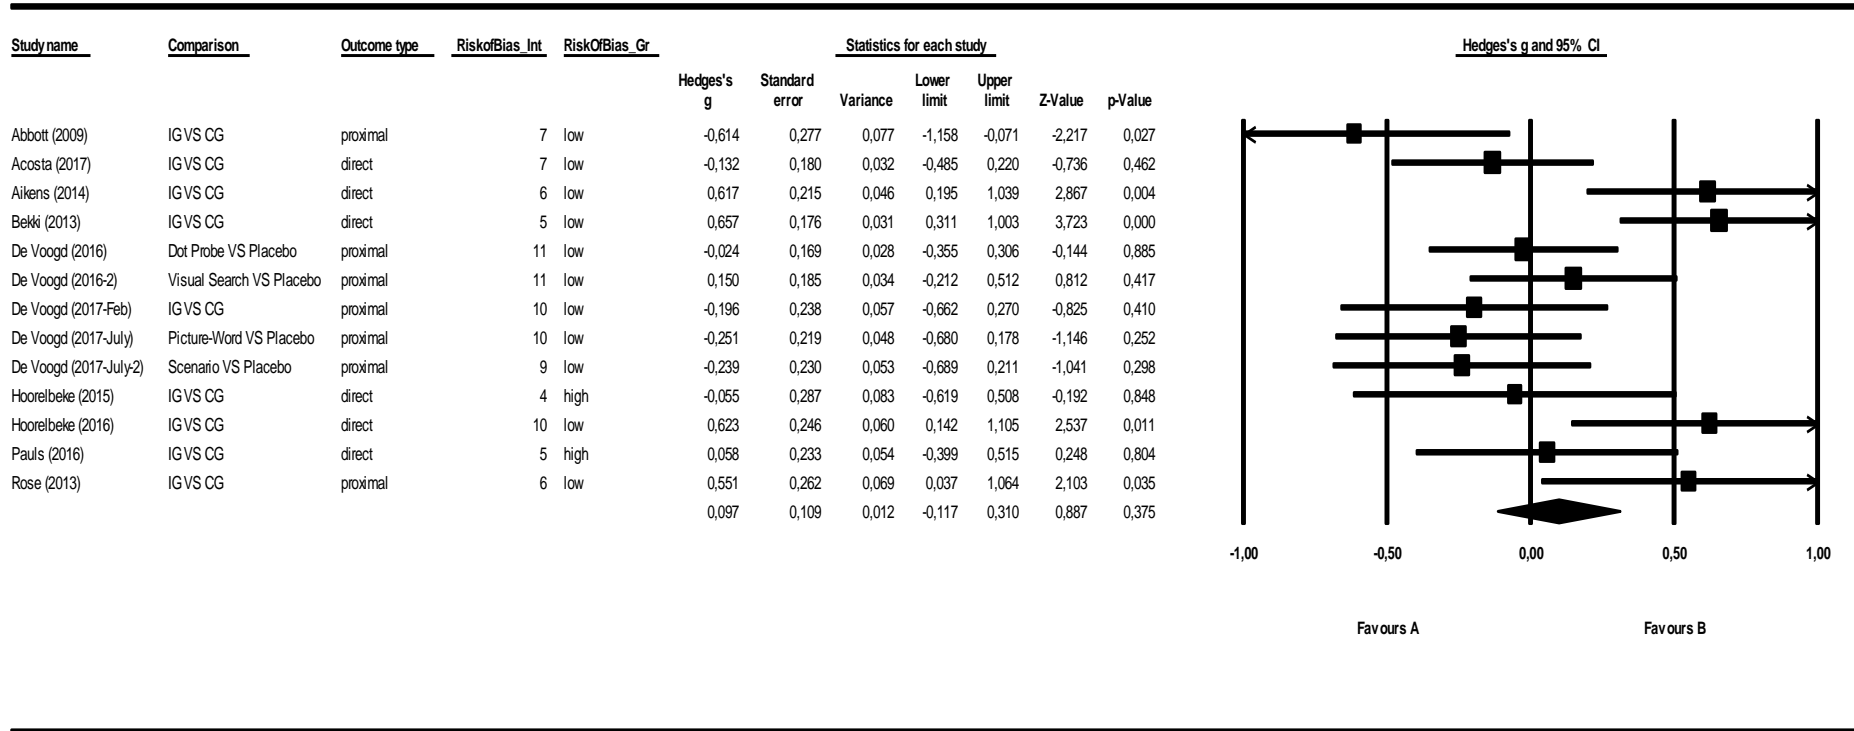 Study name Comparison Outcome type RiskofBias_Int RiskOfBias_Gr Statistics for each study Hedges's g and 95% CI
Hedges's g Standard error Variance Lower limit Upper limit Z-Value p-Value
Abbott (2009) IG VS CG proximal 7 low -0,614 0,277 0,077 -1,158 -0,071 -2,217 0,027
Acosta (2017) IG VS CG direct 7 low -0,132 0,180 0,032 -0,485 0,220 -0,736 0,462
Aikens (2014) IG VS CG direct 6 low 0,617 0,215 0,046 0,195 1,039 2,867 0,004
Bekki (2013) IG VS CG direct 5 low 0,657 0,176 0,031 0,311 1,003 3,723 0,000
De Voogd (2016) Dot Probe VS Placebo proximal 11 low -0,024 0,169 0,028 -0,355 0,306 -0,144 0,885
De Voogd (2016-2) Visual Search VS Placebo proximal 11 low 0,150 0,185 0,034 -0,212 0,512 0,812 0,417
De Voogd (2017-Feb) IG VS CG proximal 10 low -0,196 0,238 0,057 -0,662 0,270 -0,825 0,410
De Voogd (2017-July) Picture-Word VS Placebo proximal 10 low -0,251 0,219 0,048 -0,680 0,178 -1,146 0,252
De Voogd (2017-July-2) Scenario VS Placebo proximal 9 low -0,239 0,230 0,053 -0,689 0,211 -1,041 0,298
Hoorelbeke (2015) IG VS CG direct 4 high -0,055 0,287 0,083 -0,619 0,508 -0,192 0,848
Hoorelbeke (2016) IG VS CG direct 10 low 0,623 0,246 0,060 0,142 1,105 2,537 0,011
Pauls (2016) IG VS CG direct 5 high 0,058 0,233 0,054 -0,399 0,515 0,248 0,804
Rose (2013) IG VS CG proximal 6 low 0,551 0,262 0,069 0,037 1,064 2,103 0,035
0,097 0,109 0,012 -0,117 0,310 0,887 0,375
-1,00 -0,50 0,00 0,50 1,00
Favours A Favours B